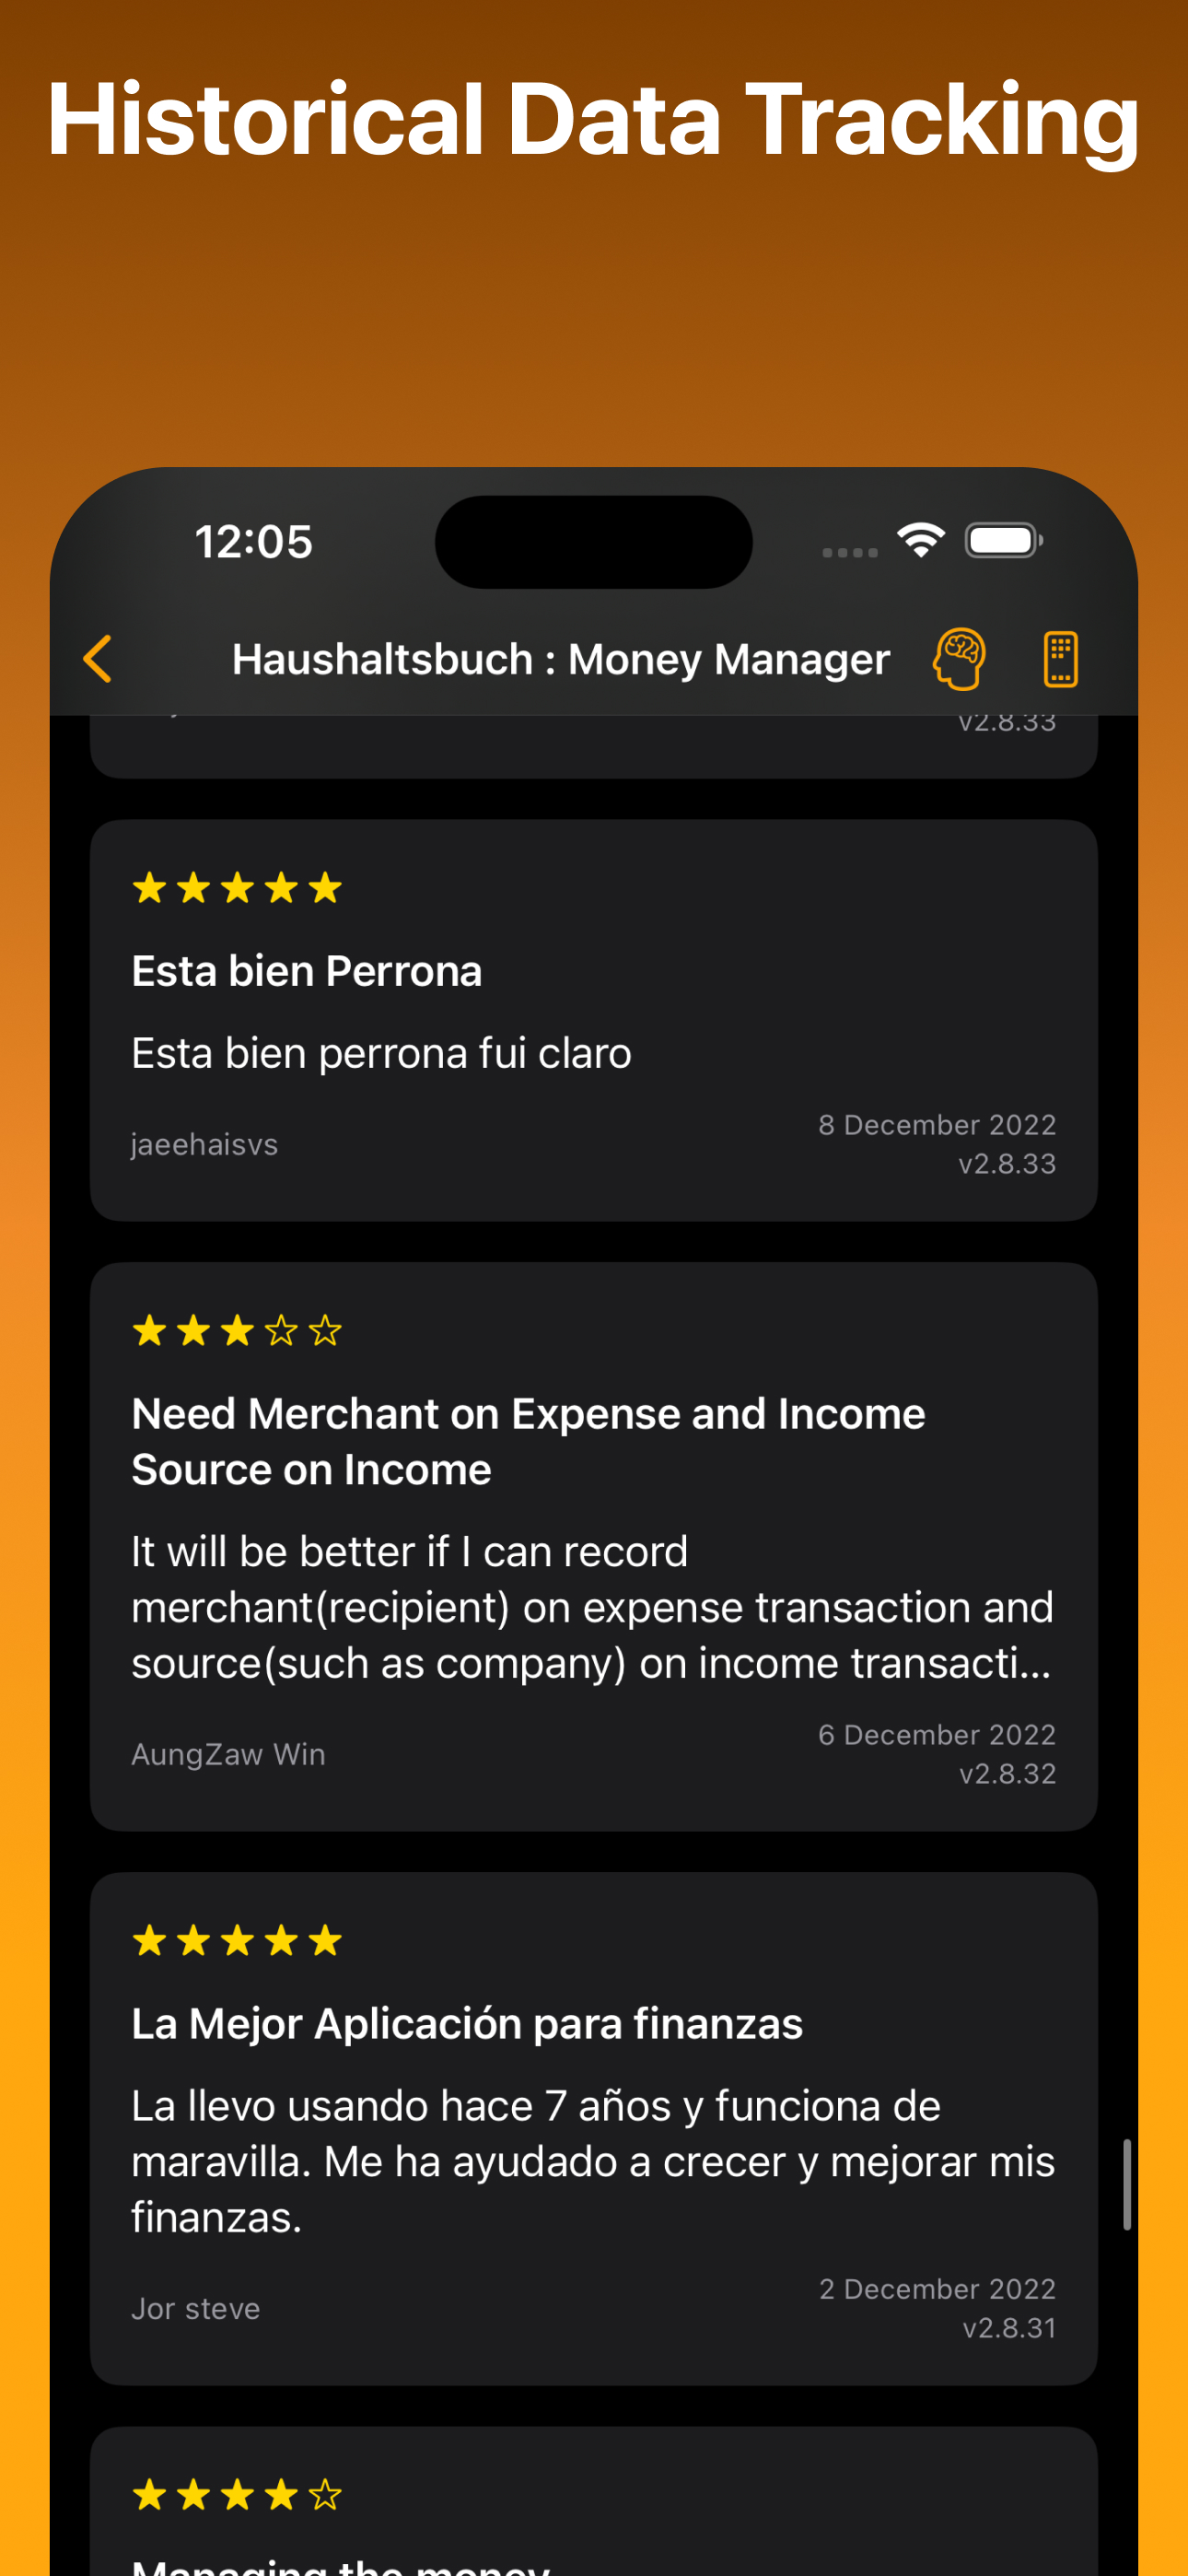 Historical Data Tracking
12:05
Haushaltsbuch : Money Manager
v2.8.33
Esta bien Perrona
Esta bien perrona fui claro
8 December 2022
jaeehaisvs
v2.8.33
Need Merchant on Expense and Income
Source on Income
It will be better if I can record
merchant(recipient) on expense transaction and
source(such as company) on income transacti...
6 December 2022
AungZaw Win
v2.8.32
La Mejor Aplicación para finanzas
La llevo usando hace 7 años y funciona de
maravilla. Me ha ayudado a crecer y mejorar mis
finanzas.
2 December 2022
Jor steve
v2.8.31
Managing the money